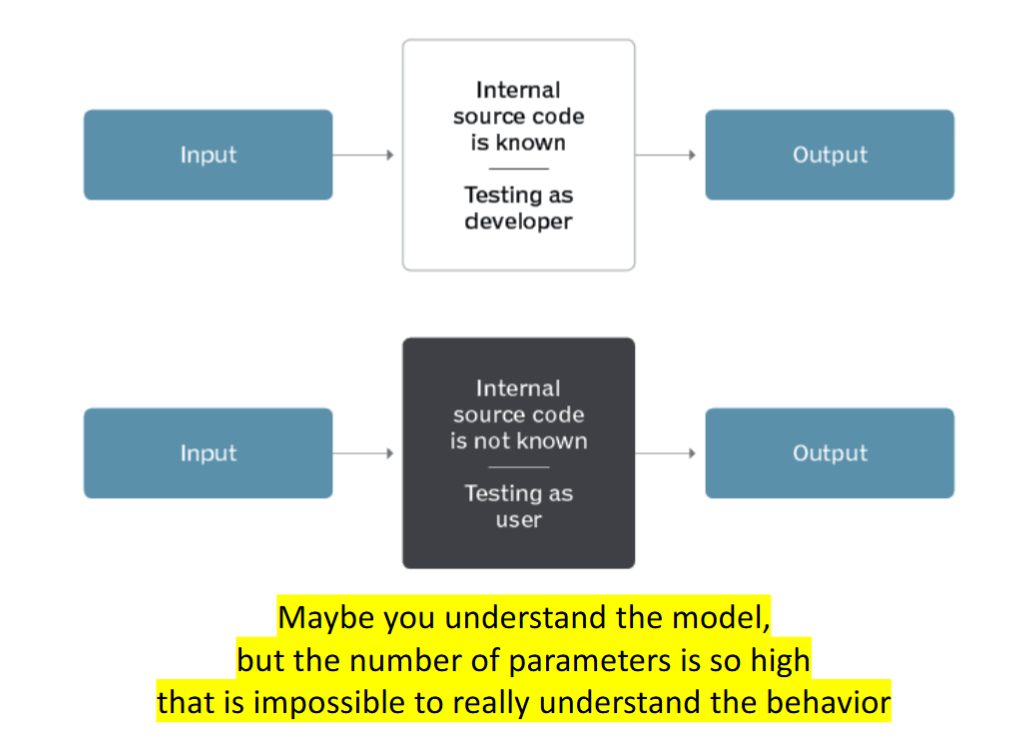 Input
Internal
source code
is known
Testing as
developer
Output
Input
Internal
source code
is not known
Testing as
user
Output
Maybe you understand the model,
but the number of parameters is so high
that is impossible to really understand the behavior